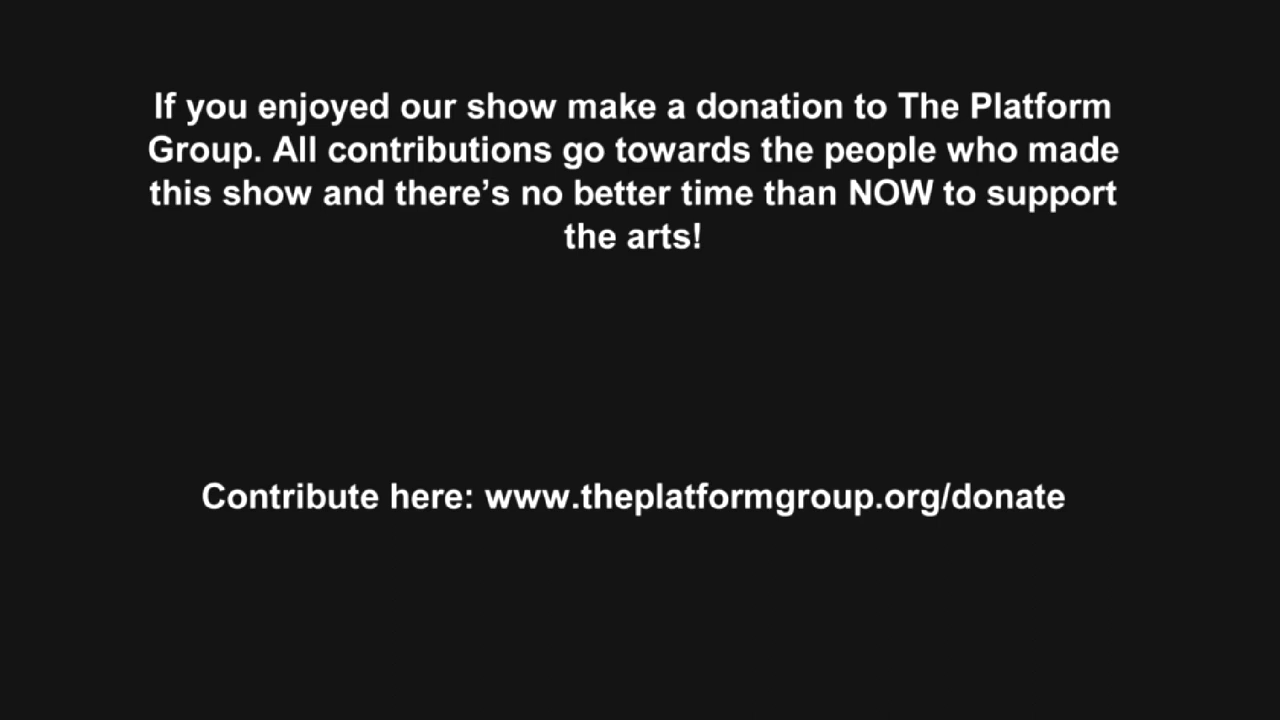 If you enjoyed our show make a donation to The Platform
Group. All contributions go towards the people who made
this show and there’s no better time than NOW to support
the arts!
Contribute here: www.theplatformgroup.org/donate